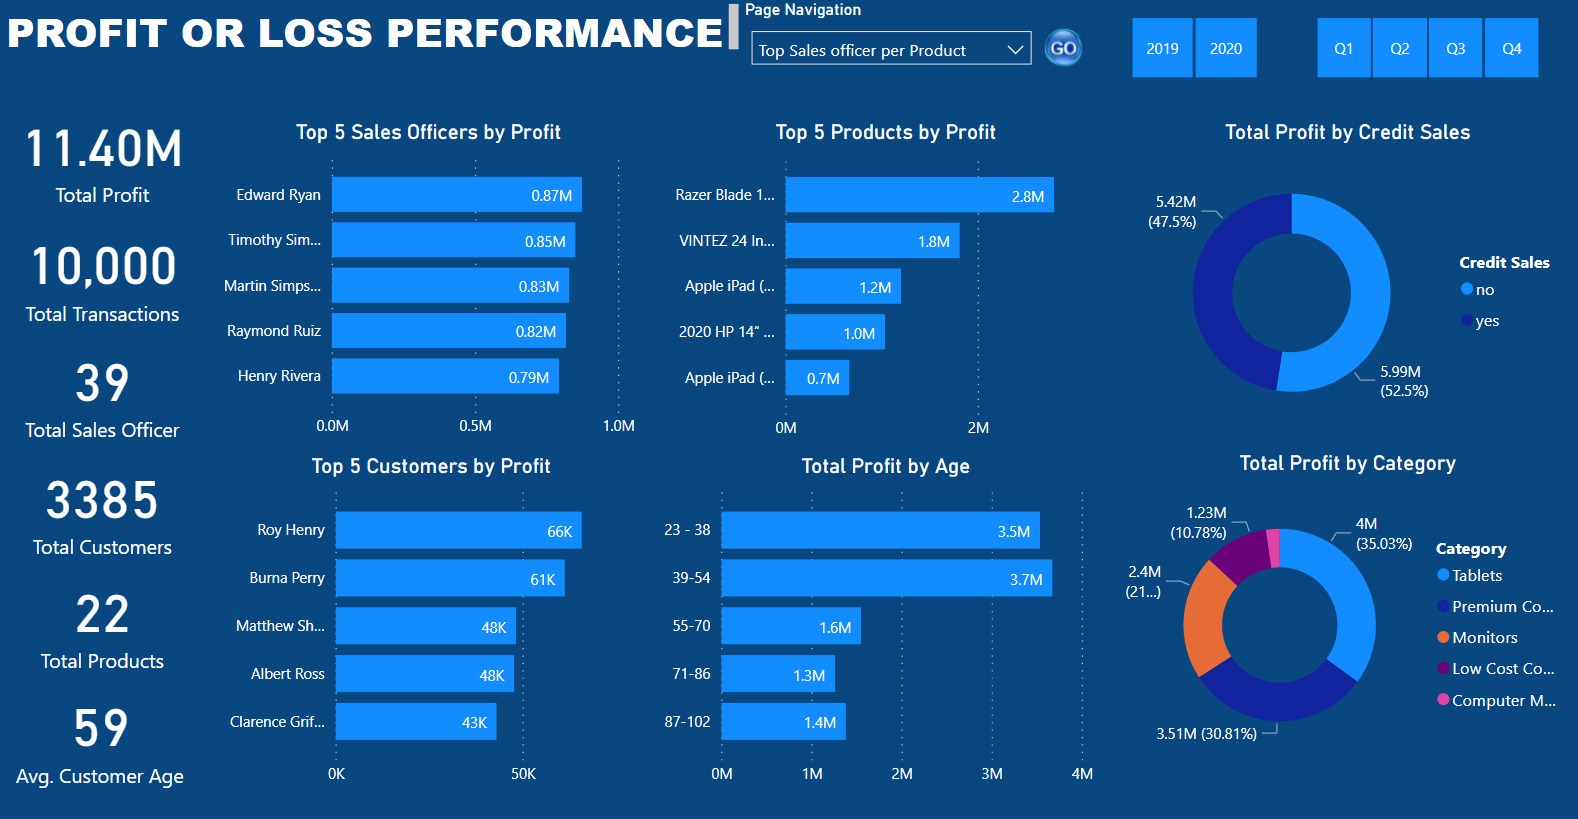 PROFIT OR LOSS PERFORMANCE
Page Navigation
Top Sales officer per Product
GO
2019
2020
Q1
Q2
Q3
Q4
11.40M
Total Profit
10,000
Total Transactions
39
Total Sales Officer
3385
Total Customers
22
Total Products
59
Avg. Customer Age
Top 5 Sales Officers by Profit
Edward Ryan
0.87M
Timothy Sim...
0.85M
Martin Simps...
0.83M
Raymond Ruiz
0.82M
Henry Rivera
0.79M
0.0M
0.5M
1.0M
Top 5 Products by Profit
Razer Blade 1...
2.8M
VINTEZ 24 In...
1.8M
Apple iPad (...
1.2M
2020 HP 14” ...
1.0M
Apple iPad (...
0.7M
0M
2M
Total Profit by Credit Sales
5.42M
(47.5%)
5.99M
(52.5%)
Credit Sales
no
yes
Top 5 Customers by Profit
Roy Henry
66K
Burna Perry
61K
Matthew Sh...
48K
Albert Ross
48K
Clarence Grif...
43K
0K
50K
Total Profit by Age
23 - 38
3.5M
39-54
3.7M
55-70
1.6M
71-86
1.3M
87-102
1.4M
0M
1M
2M
3M
4M
Total Profit by Category
1.23M
(10.78%)
4M
(35.03%)
2.4M
(21...)
3.51M (30.81%)
Category
Tablets
Premium Co...
Monitors
Low Cost Co...
Computer M...